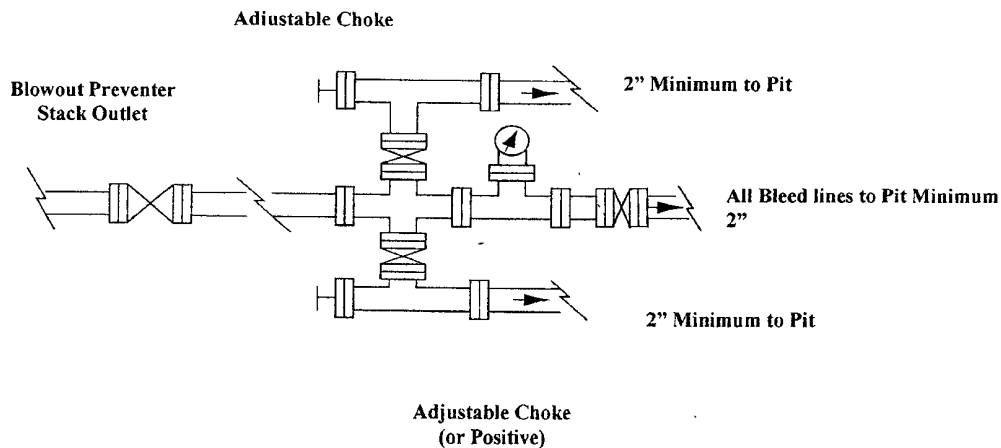 Adjustable Choke
Blowout Preventer
Stack Outlet
2” Minimum to Pit
All Bleed lines to Pit Minimum
2”
2” Minimum to Pit
Adjustable Choke
(or Positive)